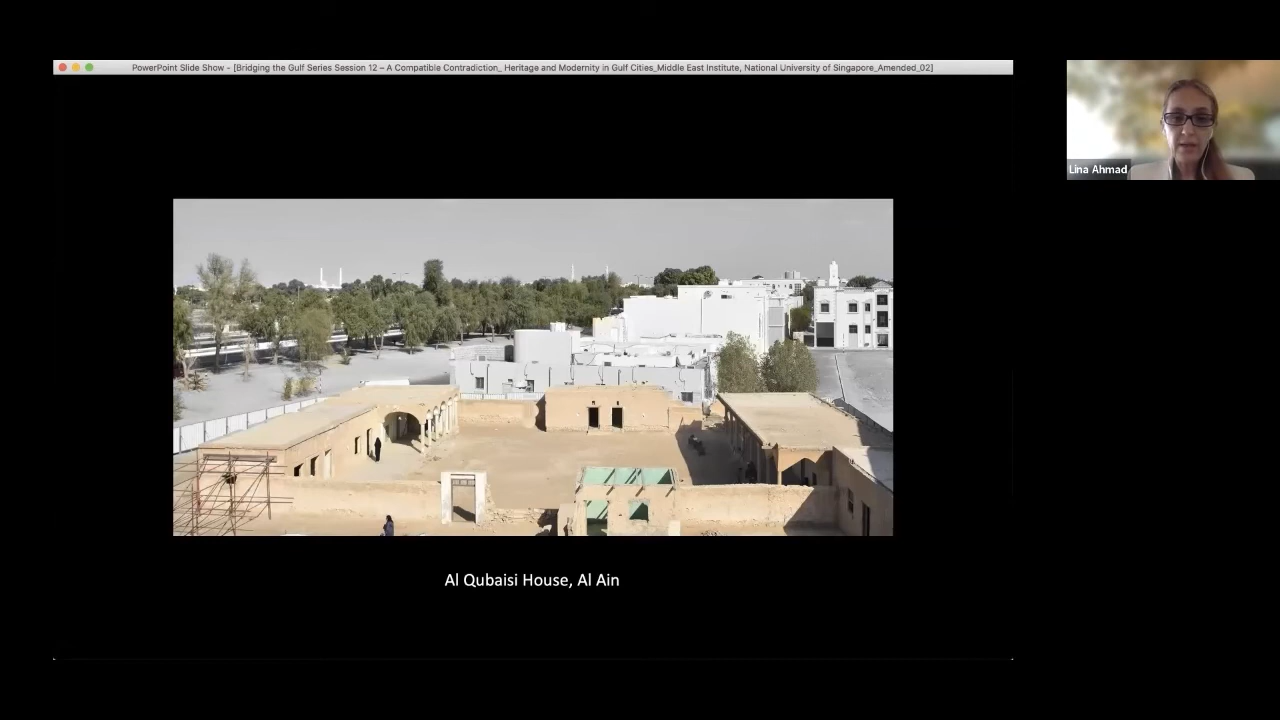 PowerPoint Slide Show - [Bridging the Gulf Series Session 12 – A Compatible Contradiction_ Heritage and Modernity in Gulf Cities_Middle East Institute, National University of Singapore_Amended_02]
Lina Ahmad
Al Qubaisi House, Al Ain